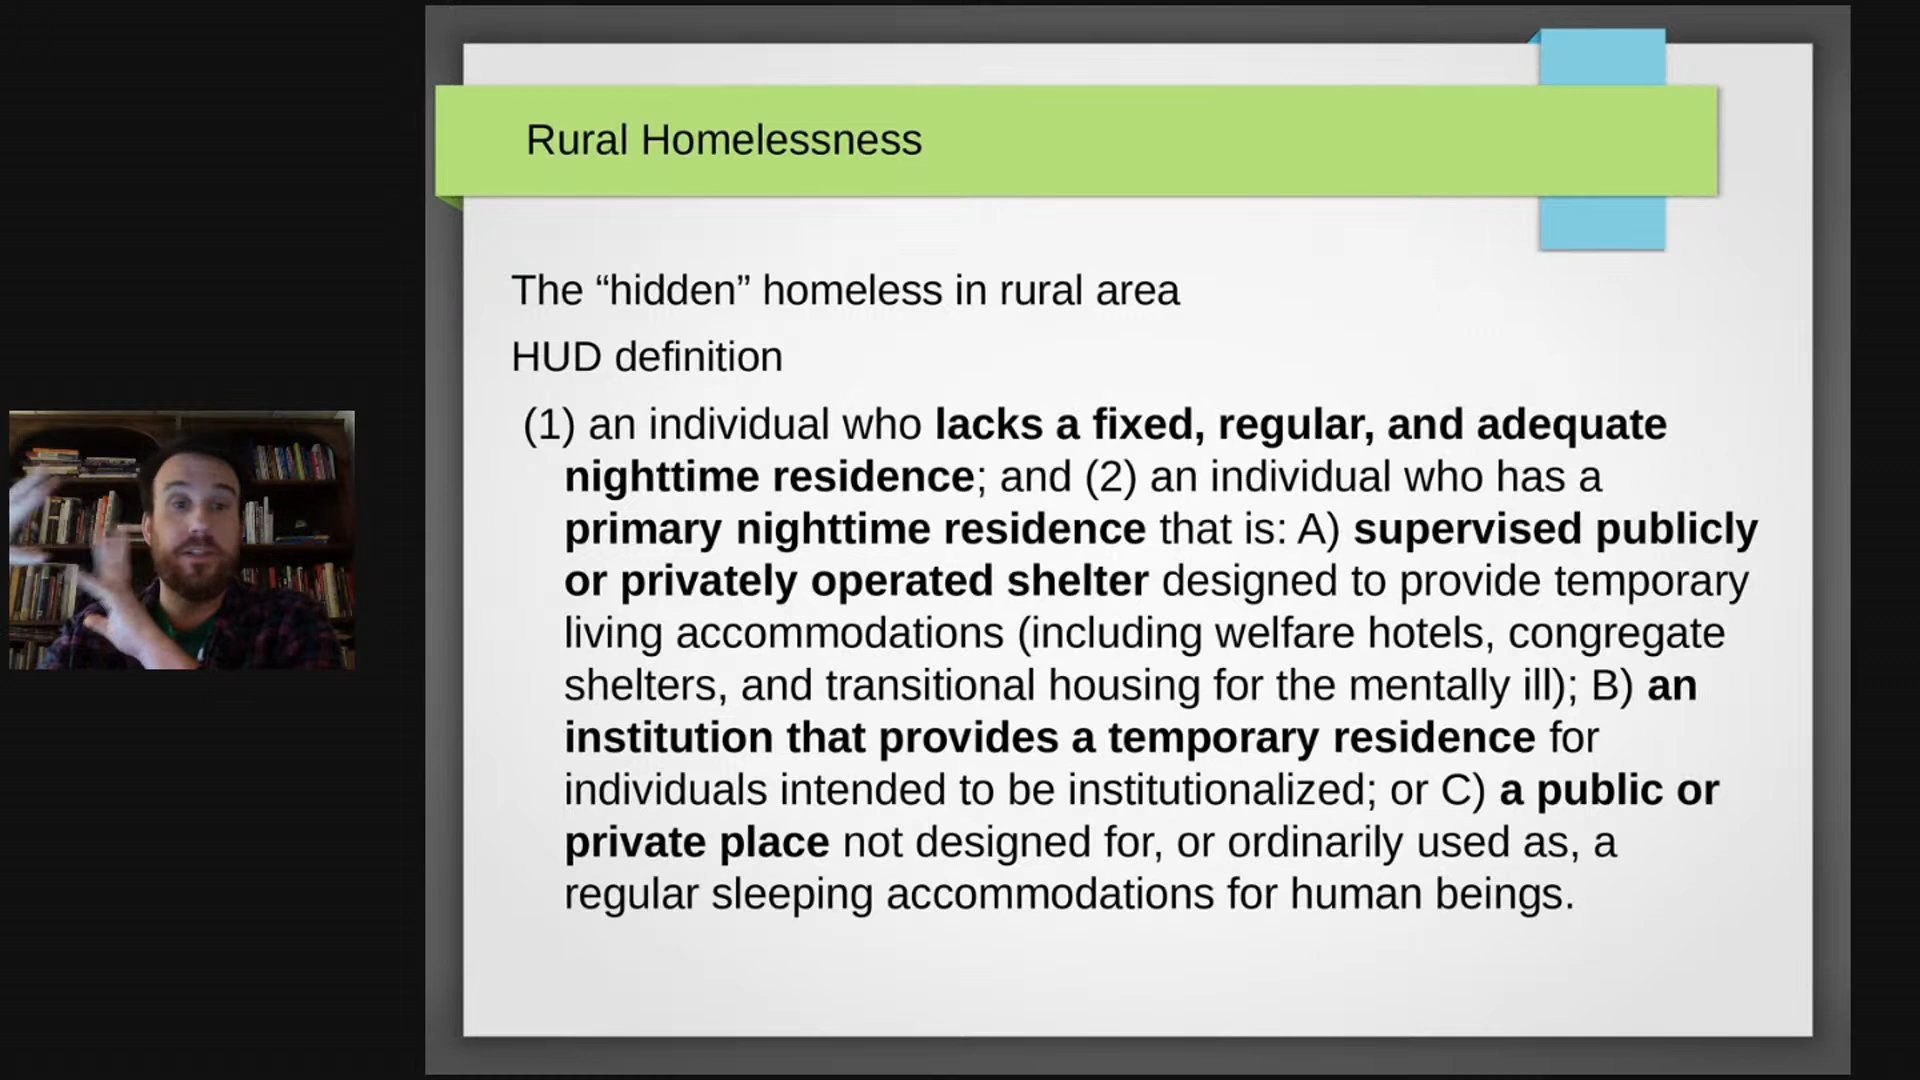 Rural Homelessness
The “hidden” homeless in rural area
HUD definition
(1) an individual who lacks a fixed, regular, and adequate
nighttime residence; and (2) an individual who has a
primary nighttime residence that is: A) supervised publicly
or privately operated shelter designed to provide temporary
living accommodations (including welfare hotels, congregate
shelters, and transitional housing for the mentally ill); B) an
institution that provides a temporary residence for
individuals intended to be institutionalized; or C) a public or
private place not designed for, or ordinarily used as, a
regular sleeping accommodations for human beings.